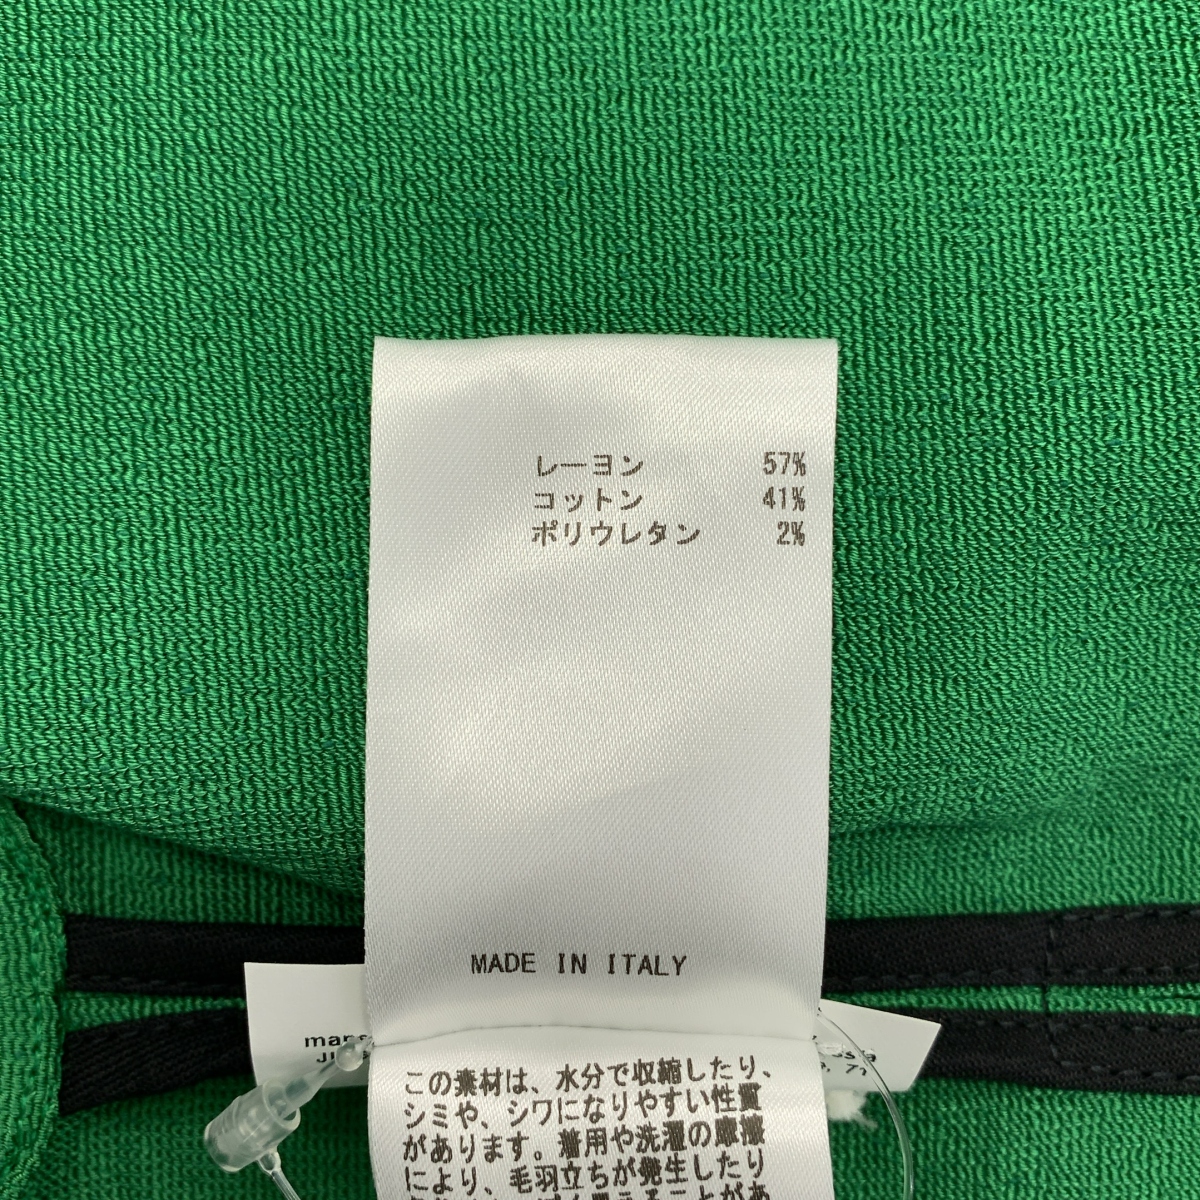 レーヨン 57%
コットン 41%
ポリウレタン 2%
MADE IN ITALY
この素材は、水分で収縮したり、
シミや、シワになりやすい性質
があります。着用や洗濯の摩擦
により、毛羽立ちが発生したり